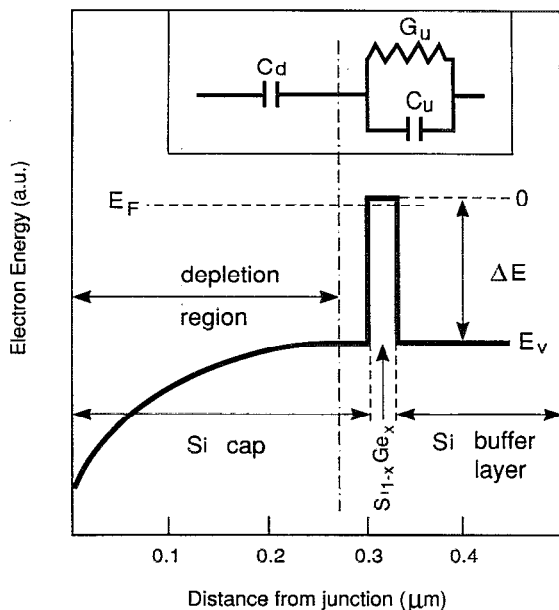 Gu
Cd
Cu
EF
0
depletion
region
ΔE
Ev
Si cap
Si1-xGex
Si buffer
layer
Electron Energy (a.u.)
0.1 0.2 0.3 0.4
Distance from junction (μm)